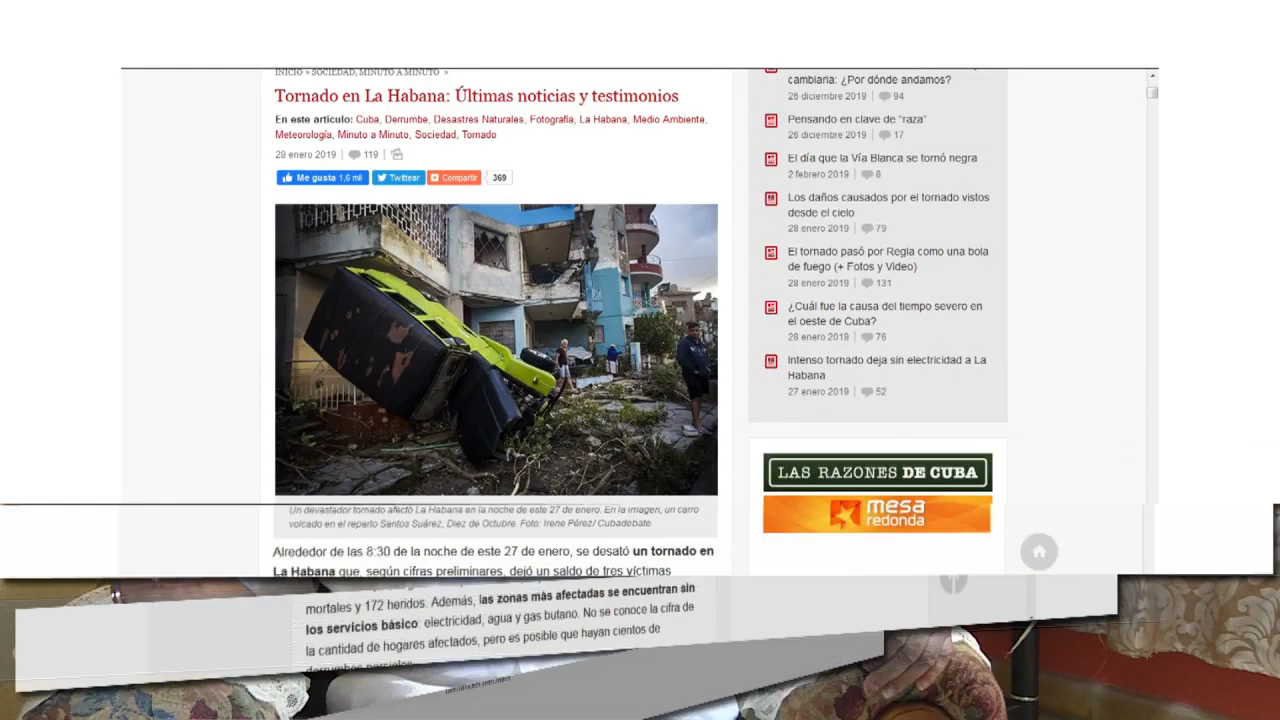 INICIO » SOCIEDAD, MINUTO A MINUTO »
Tornado en La Habana: Últimas noticias y testimonios
En este artículo: Cuba, Derrumbe, Desastres Naturales, Fotografía, La Habana, Medio Ambiente,
Meteorología, Minuto a Minuto, Sociedad, Tornado
28 enero 2019 | 119 |
Me gusta 1,6 mil Twittear Compartir 369
Un devastador tornado afectó La Habana en la noche de este 27 de enero. En la imagen, un carro
volcado en el reparto Santos Suárez, Diez de Octubre. Foto: Irene Pérez/ Cubadebate.
Alrededor de las 8:30 de la noche de este 27 de enero, se desató un tornado en
La Habana que, según cifras preliminares, dejó un saldo de tres víctimas
mortales y 172 heridos. Además, las zonas más afectadas se encuentran sin
los servicios básico: electricidad, agua y gas butano. No se conoce la cifra de
la cantidad de hogares afectados, pero es posible que hayan cientos de
derrumbes parciales
cambiaria: ¿Por dónde andamos?
26 diciembre 2019 | 94
Pensando en clave de “raza”
26 diciembre 2019 | 17
El día que la Vía Blanca se tornó negra
2 febrero 2019 | 8
Los daños causados por el tornado vistos
desde el cielo
28 enero 2019 | 79
El tornado pasó por Regla como una bola
de fuego (+ Fotos y Video)
28 enero 2019 | 131
¿Cuál fue la causa del tiempo severo en
el oeste de Cuba?
28 enero 2019 | 76
Intenso tornado deja sin electricidad a La
Habana
27 enero 2019 | 52
LAS RAZONES DE CUBA
mesa
redonda